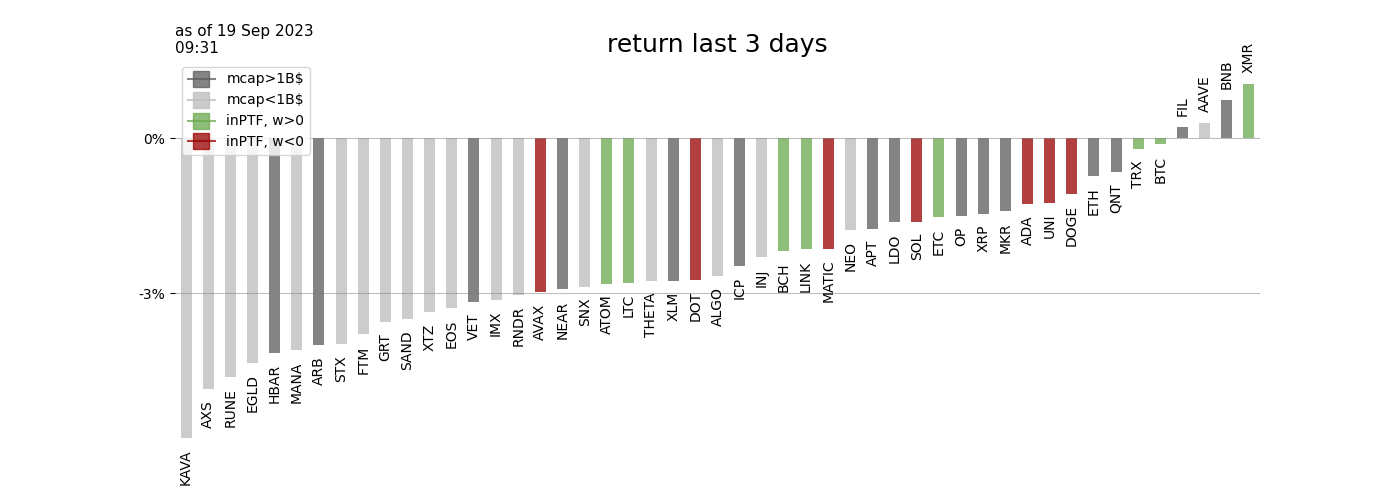 as of 19 Sep 2023
09:31
return last 3 days
mcap>1B$
mcap<1B$
inPTF, w>0
inPTF, w<0
0%
-3%
KAVA
AXS
RUNE
EGLD
HBAR
MANA
ARB
STX
FTM
GRT
SAND
XTZ
EOS
VET
IMX
RNDR
AVAX
NEAR
SNX
ATOM
LTC
THETA
XLM
DOT
ALGO
ICP
INJ
BCH
LINK
MATIC
NEO
APT
LDO
SOL
ETC
OP
XRP
MKR
ADA
UNI
DOGE
ETH
QNT
TRX
BTC
FIL
AAVE
BNB
XMR